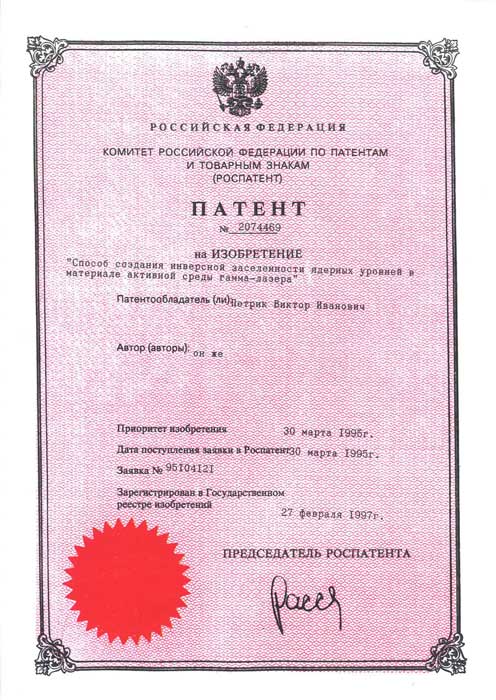 РОССИЙСКАЯ ФЕДЕРАЦИЯ
КОМИТЕТ РОССИЙСКОЙ ФЕДЕРАЦИИ ПО ПАТЕНТАМ
И ТОВАРНЫМ ЗНАКАМ
(РОСПАТЕНТ)
ПАТЕНТ
№ 2074469
на ИЗОБРЕТЕНИЕ
"Способ создания инверсной заселенности ядерных уровней в
материале активной среды гамма-лазера"
Патентообладатель (ли): Петрик Виктор Иванович
Автор (авторы): он же
Приоритет изобретения 30 марта 1995г.
Дата поступления заявки в Роспатент 30 марта 1995г.
Заявка № 95104121
Зарегистрирован в Государственном
реестре изобретений 27 февраля 1997г.
ПРЕДСЕДАТЕЛЬ РОСПАТЕНТА